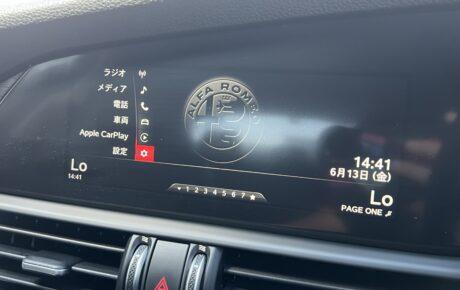 ラジオ
メディア
電話
車両
Apple CarPlay
設定
ALFA ROMEO
Lo
14:41
1 2 3 4 5 6 7
14:41
6月13日 (金)
Lo
PAGE ONE